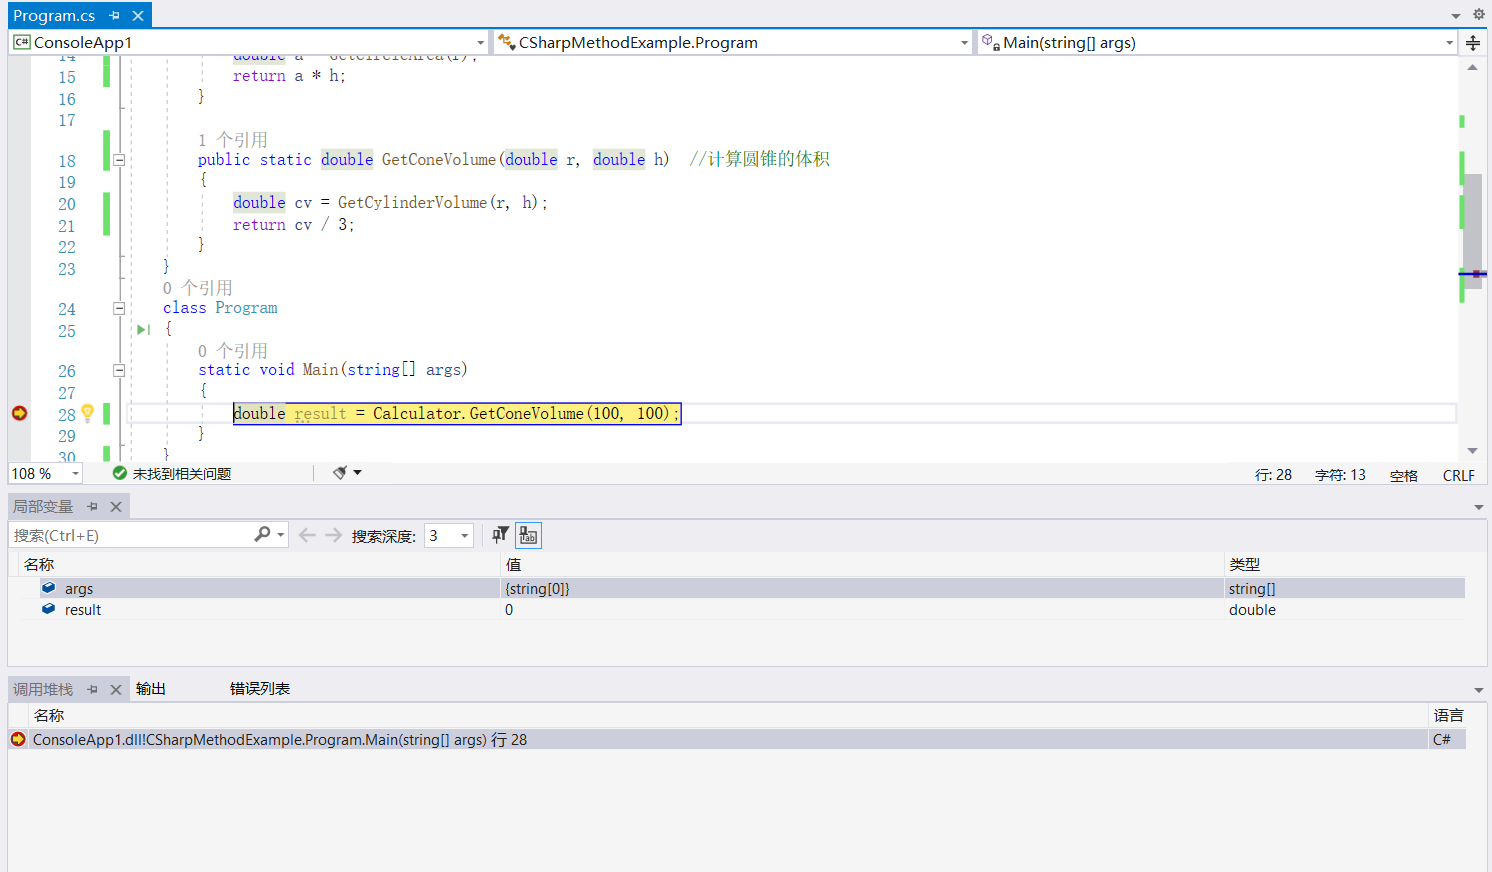 Program.cs
ConsoleApp1
CSharpMethodExample.Program
Main(string[] args)
14 double a = GetCircleArea(r);
15 return a * h;
16 }
17
1 个引用
18 public static double GetConeVolume(double r, double h) //计算圆锥的体积
19 {
20 double cv = GetCylinderVolume(r, h);
21 return cv / 3;
22 }
23 }
0 个引用
24 class Program
25 {
0 个引用
26 static void Main(string[] args)
27 {
28 double result = Calculator.GetConeVolume(100, 100);
29 }
30 }
108 % 未找到相关问题 行: 28 字符: 13 空格 CRLF
局部变量
搜索(Ctrl+E) 搜索深度: 3
名称 值 类型
args {string[0]} string[]
result 0 double
调用堆栈 输出 错误列表
名称 语言
ConsoleApp1.dll!CSharpMethodExample.Program.Main(string[] args) 行 28 C#